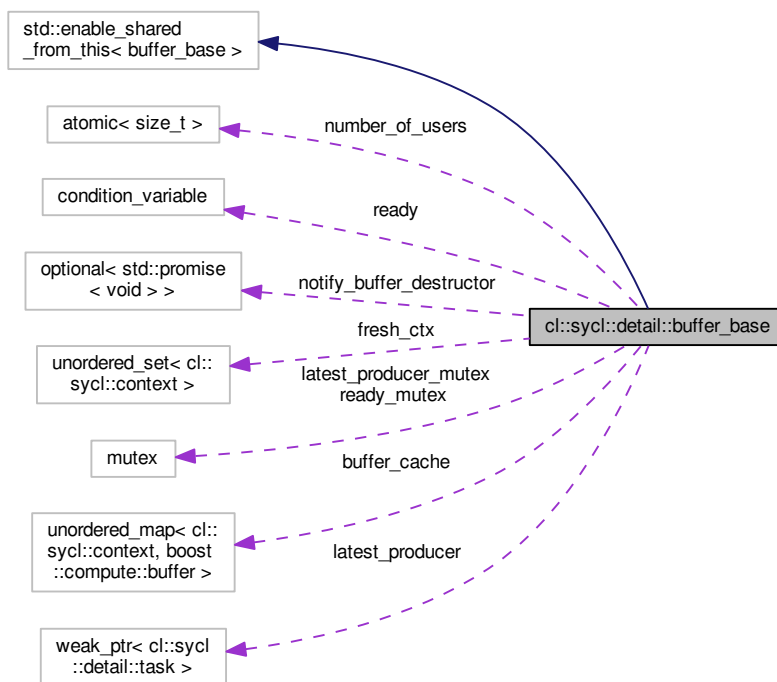 std::enable_shared
_from_this< buffer_base >
atomic< size_t >
number_of_users
condition_variable
ready
optional< std::promise
< void > >
notify_buffer_destructor
cl::sycl::detail::buffer_base
fresh_ctx
unordered_set< cl::
sycl::context >
latest_producer_mutex
ready_mutex
mutex
buffer_cache
unordered_map< cl::
sycl::context, boost
::compute::buffer >
latest_producer
weak_ptr< cl::sycl
::detail::task >